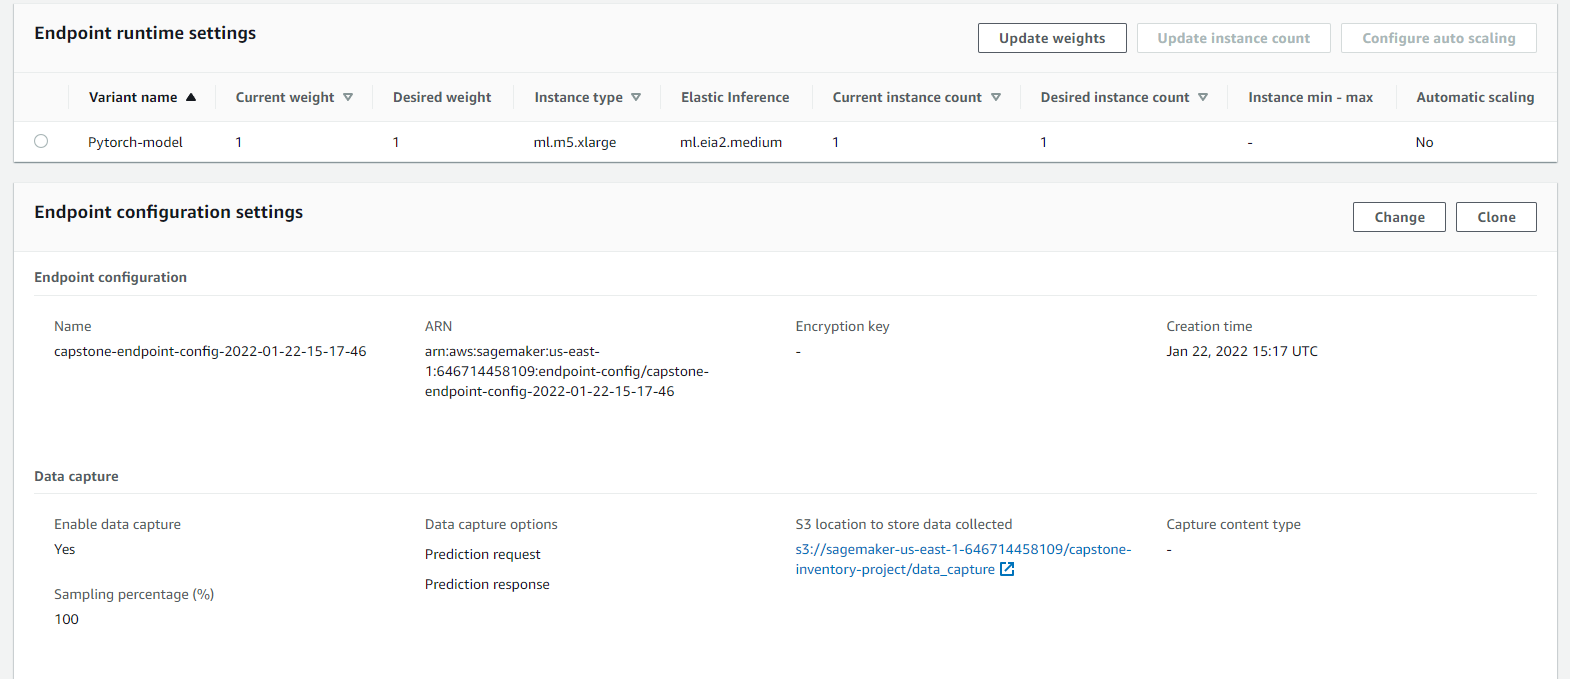 Endpoint runtime settings
Update weights
Update instance count
Configure auto scaling
Variant name
Current weight
Desired weight
Instance type
Elastic Inference
Current instance count
Desired instance count
Instance min - max
Automatic scaling
Pytorch-model
1
1
ml.m5.xlarge
ml.eia2.medium
1
1
-
No
Endpoint configuration settings
Change
Clone
Endpoint configuration
Name
ARN
Encryption key
Creation time
capstone-endpoint-config-2022-01-22-15-17-46
arn:aws:sagemaker:us-east-
1:646714458109:endpoint-config/capstone-
endpoint-config-2022-01-22-15-17-46
-
Jan 22, 2022 15:17 UTC
Data capture
Enable data capture
Yes
Data capture options
Prediction request
Prediction response
S3 location to store data collected
s3://sagemaker-us-east-1-646714458109/capstone-
inventory-project/data_capture
Capture content type
-
Sampling percentage (%)
100